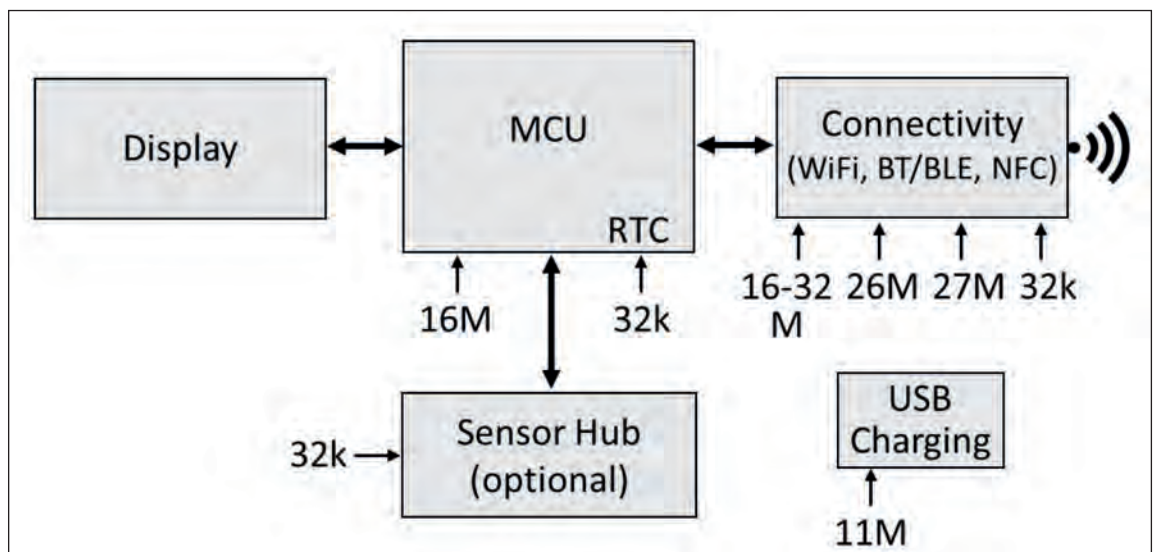 Display
MCU
RTC
Connectivity
(WiFi, BT/BLE, NFC)
16M
32k
16-32
M
26M
27M
32k
32k
Sensor Hub
(optional)
USB
Charging
11M